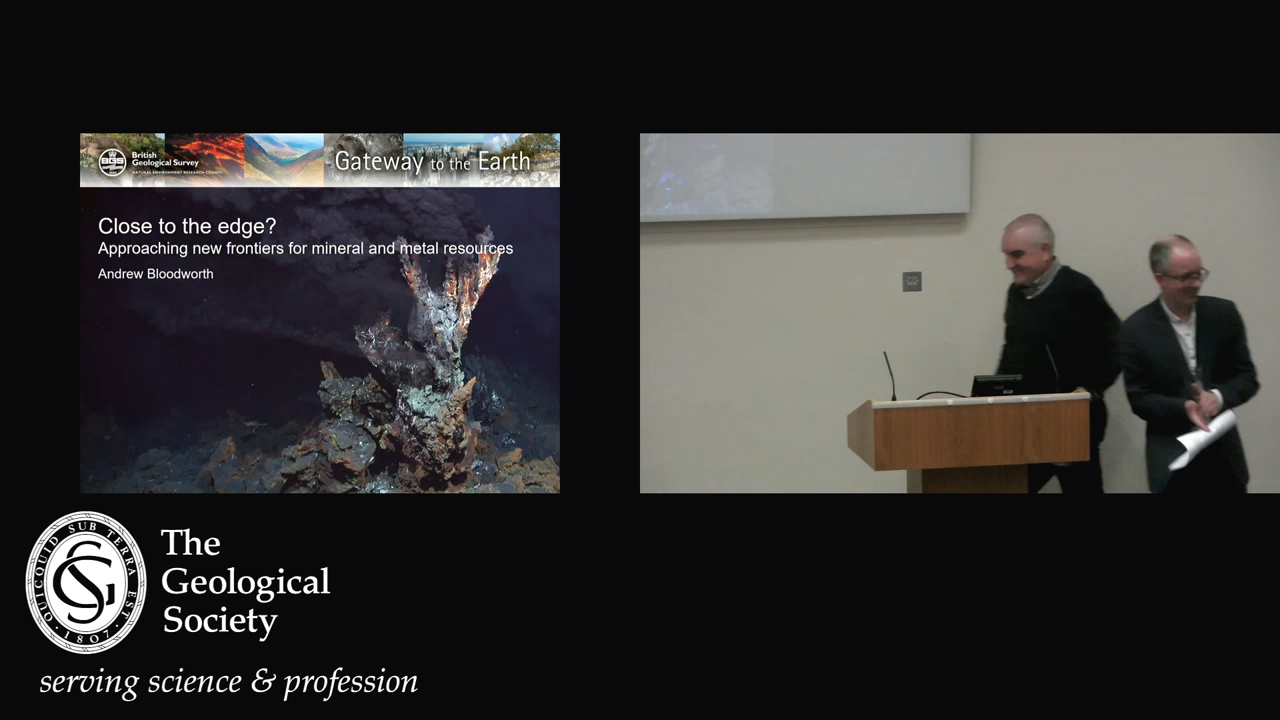 BGS
British
Geological Survey
NATURAL ENVIRONMENT RESEARCH COUNCIL
Gateway to the Earth
Close to the edge?
Approaching new frontiers for mineral and metal resources
Andrew Bloodworth
QUICQUID SUB TERRA EST
1807
The
Geological
Society
serving science & profession